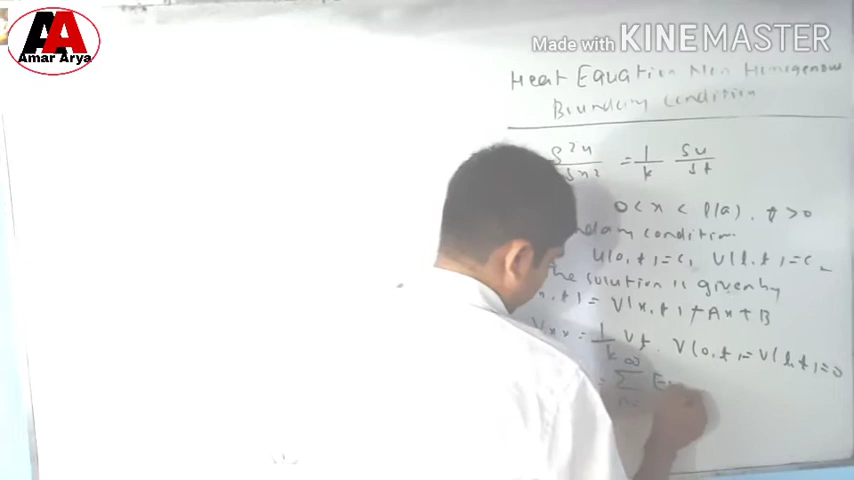 AA
Amar Arya
Made with KINEMASTER
Heat Equation Non Homogenous
Boundary condition
= 1/k δu/δt
0 < x < l(a), t > 0
condition
u(0,t) = c₁ u(l,t) = c₂
the solution is given by
= V(x,t) + Ax + B
= 1/k Vt. V(0,t) = V(l,t) = 0
= ∞ Σ